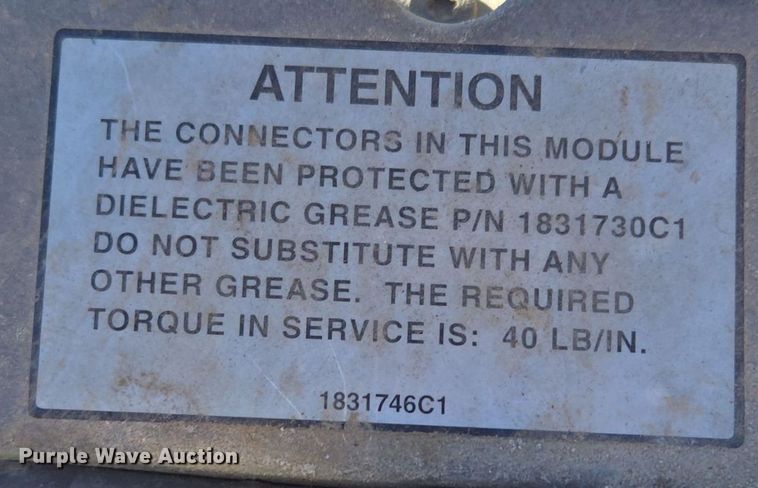 ATTENTION
THE CONNECTORS IN THIS MODULE
HAVE BEEN PROTECTED WITH A
DIELECTRIC GREASE P/N 1831730C1
DO NOT SUBSTITUTE WITH ANY
OTHER GREASE. THE REQUIRED
TORQUE IN SERVICE IS: 40 LB/IN.
1831746C1
Purple Wave Auction